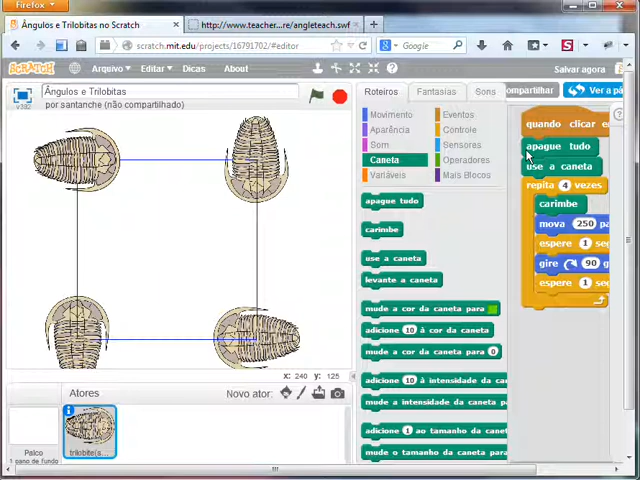 Firefox
Ângulos e Trilobitas no Scratch
http://www.teacher...re/angleteach.swf
scratch.mit.edu/projects/16791702/#editor
Google
SCRATCH
Arquivo
Editar
Dicas
About
Salvar agora
Ângulos e Trilobitas
por santanche (não compartilhado)
v382
Roteiros
Fantasias
Sons
ompartilhar
Ver a pá
Movimento
Eventos
Aparência
Controle
Som
Sensores
Caneta
Operadores
Variáveis
Mais Blocos
apague tudo
carimbe
use a caneta
levante a caneta
mude a cor da caneta para
adicione 10 à cor da caneta
mude a cor da caneta para 0
adicione 10 à intensidade da can
mude a intensidade da caneta p
adicione 1 ao tamanho da canet
mude o tamanho da caneta para
quando clicar e
apague tudo
use a caneta
repita 4 vezes
carimbe
mova 250 pa
espere 1 seg
gire 90 g
espere 1 seg
x: 240 y: 125
Atores
Novo ator:
Palco
1 pano de fundo
trilobite(s...